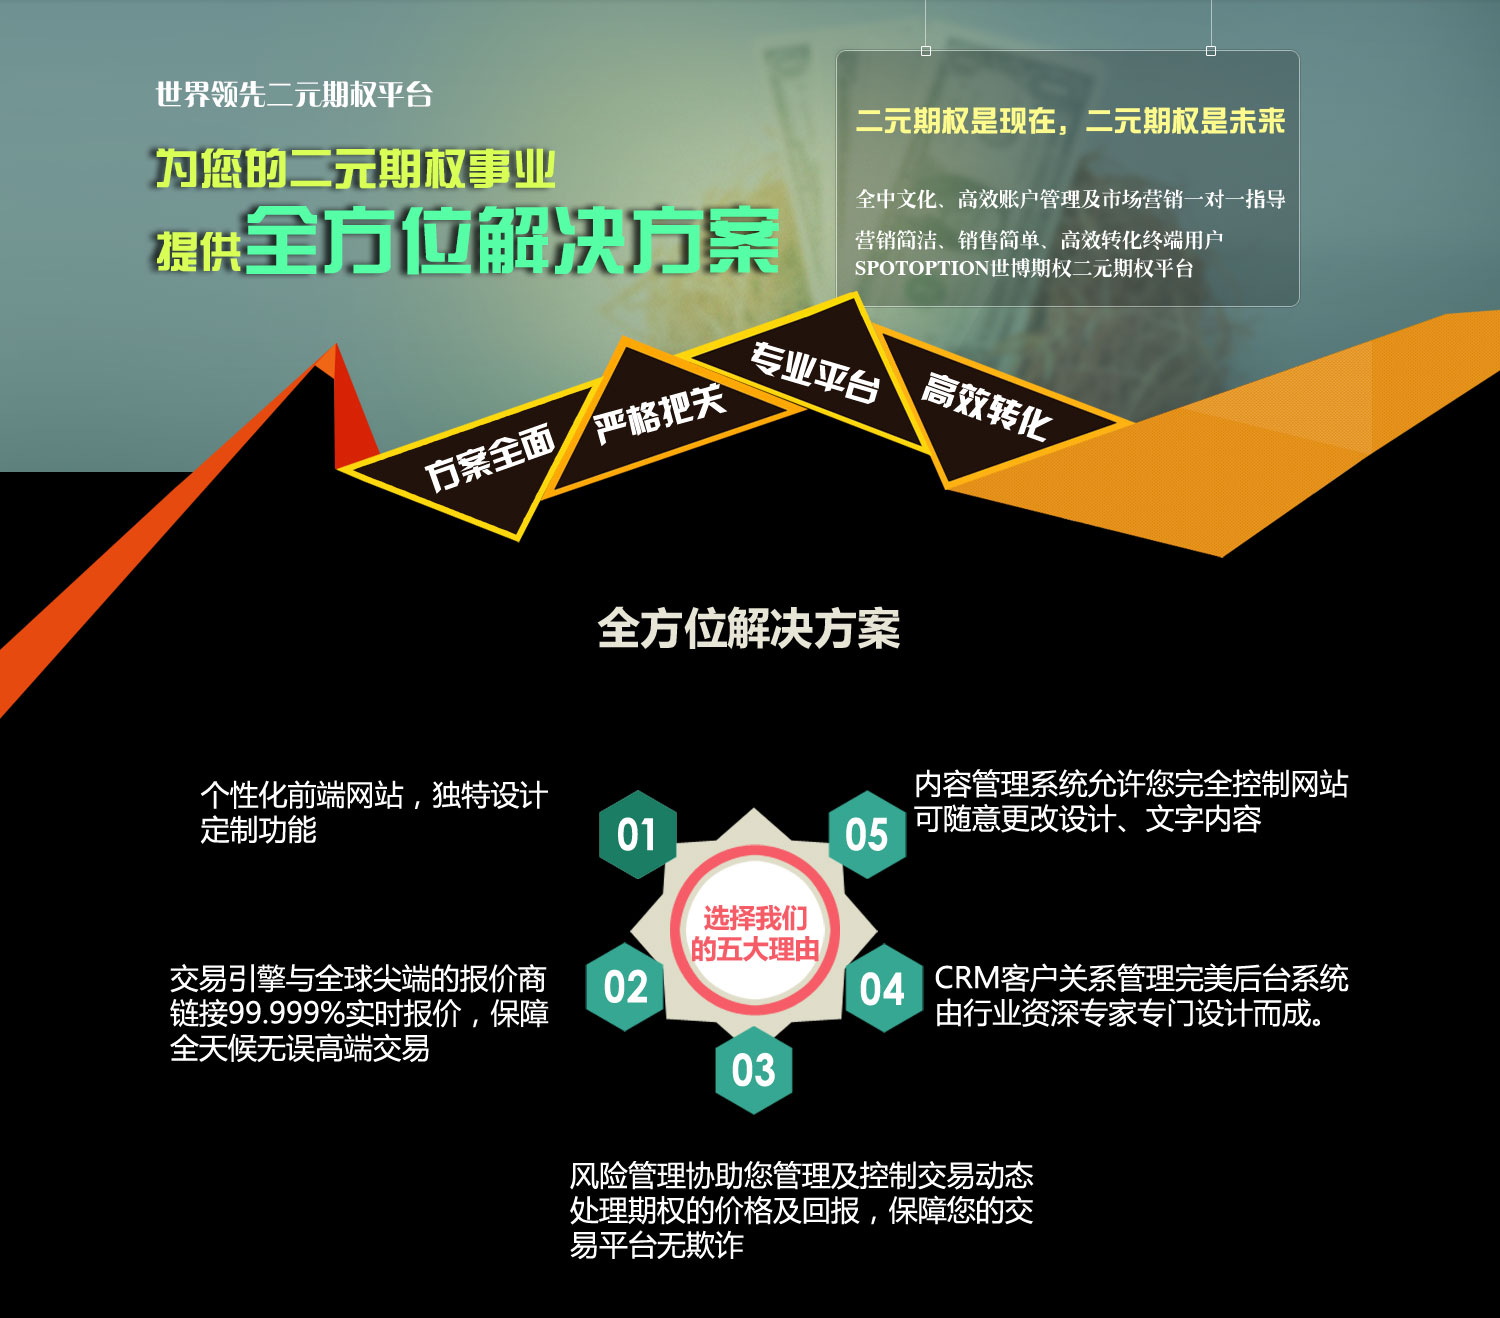 世界领先二元期权平台
为您的二元期权事业
提供全方位解决方案
二元期权是现在，二元期权是未来
全中文化、高效账户管理及市场营销一对一指导
营销简洁、销售简单、高效转化终端用户
SPOTOPTION世博期权二元期权平台
方案全面
严格把关
专业平台
高效转化
全方位解决方案
个性化前端网站，独特设计
定制功能
01
05
内容管理系统允许您完全控制网站
可随意更改设计、文字内容
选择我们
的五大理由
交易引擎与全球尖端的报价商
链接99.999%实时报价，保障
全天候无误高端交易
02
04
CRM客户关系管理完美后台系统
由行业资深专家专门设计而成。
03
风险管理协助您管理及控制交易动态
处理期权的价格及回报，保障您的交
易平台无欺诈